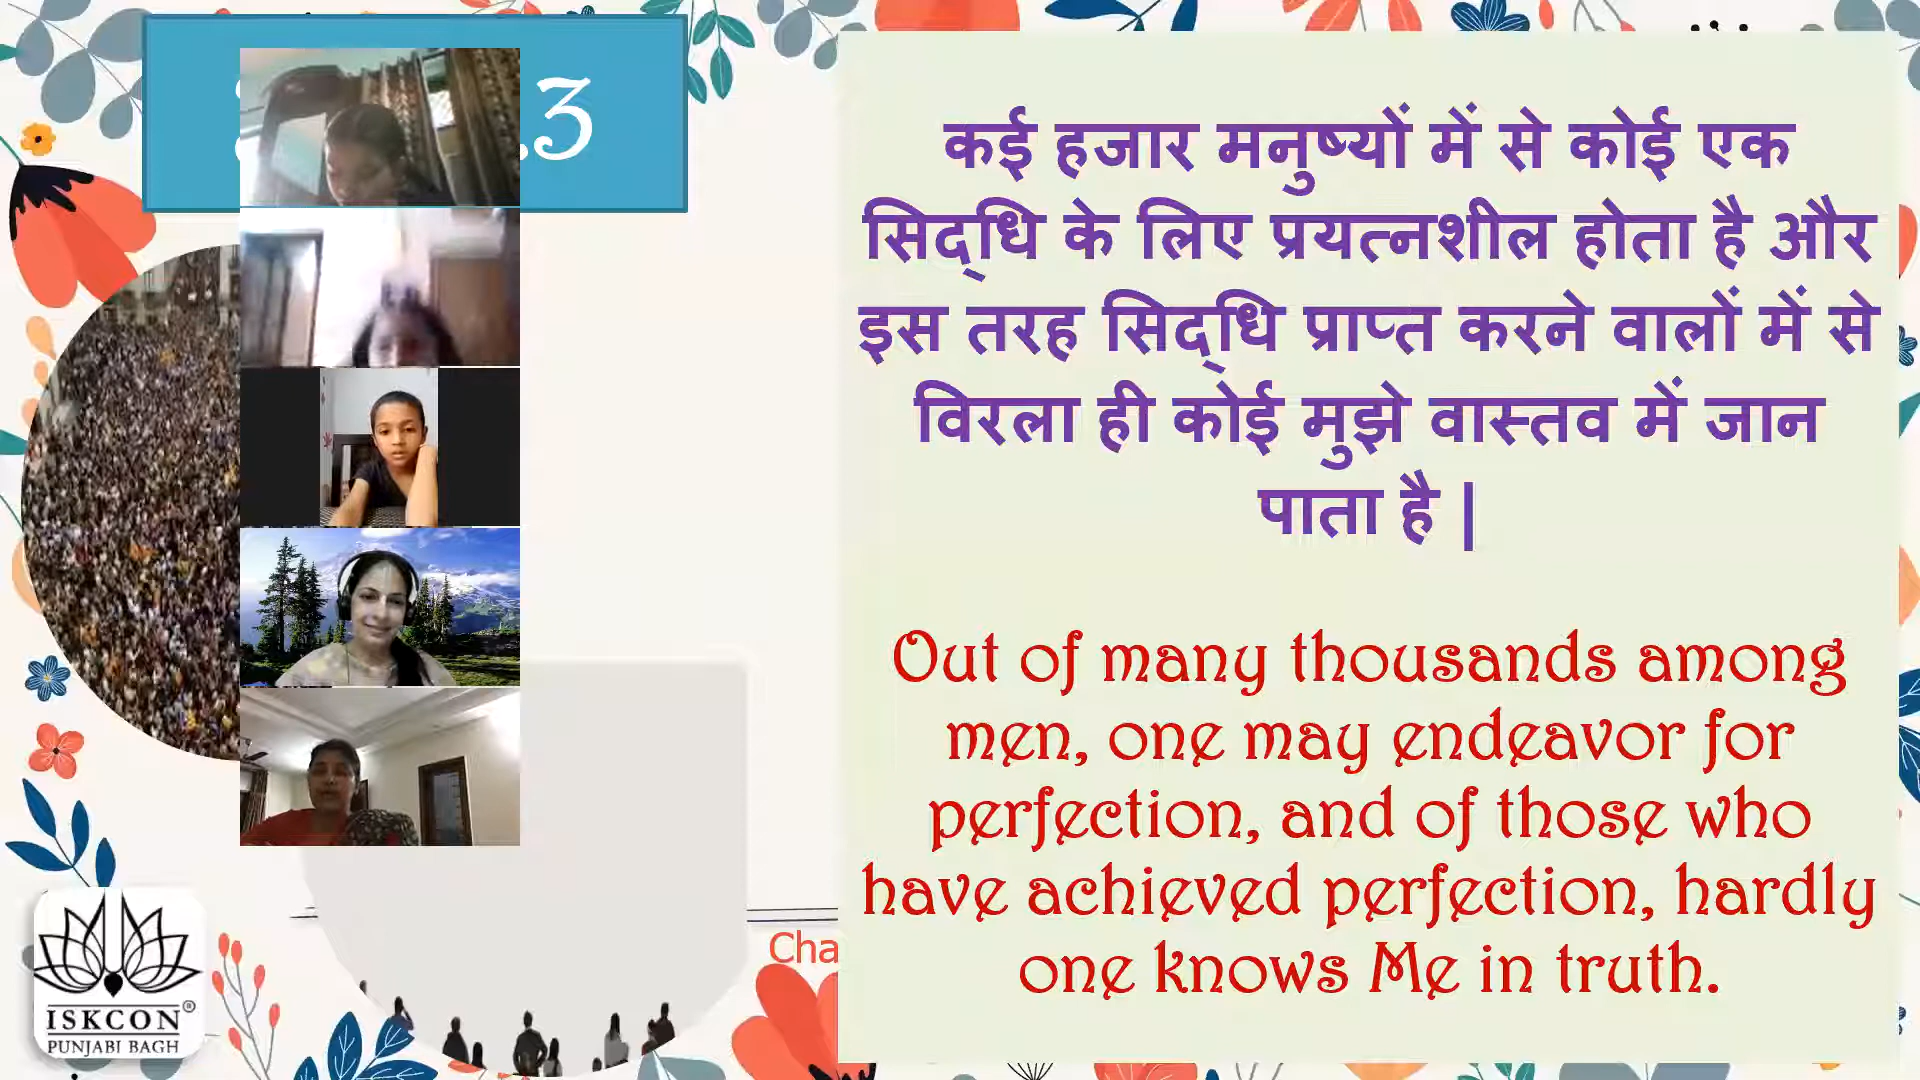 .3
कई हजार मनुष्यों में से कोई एक
सिद्धि के लिए प्रयत्नशील होता है और
इस तरह सिद्धि प्राप्त करने वालों में से
विरला ही कोई मुझे वास्तव में जान
पाता है |
Out of many thousands among
men, one may endeavor for
perfection, and of those who
have achieved perfection, hardly
one knows Me in truth.
Cha
ISKCON®
PUNJABI BAGH